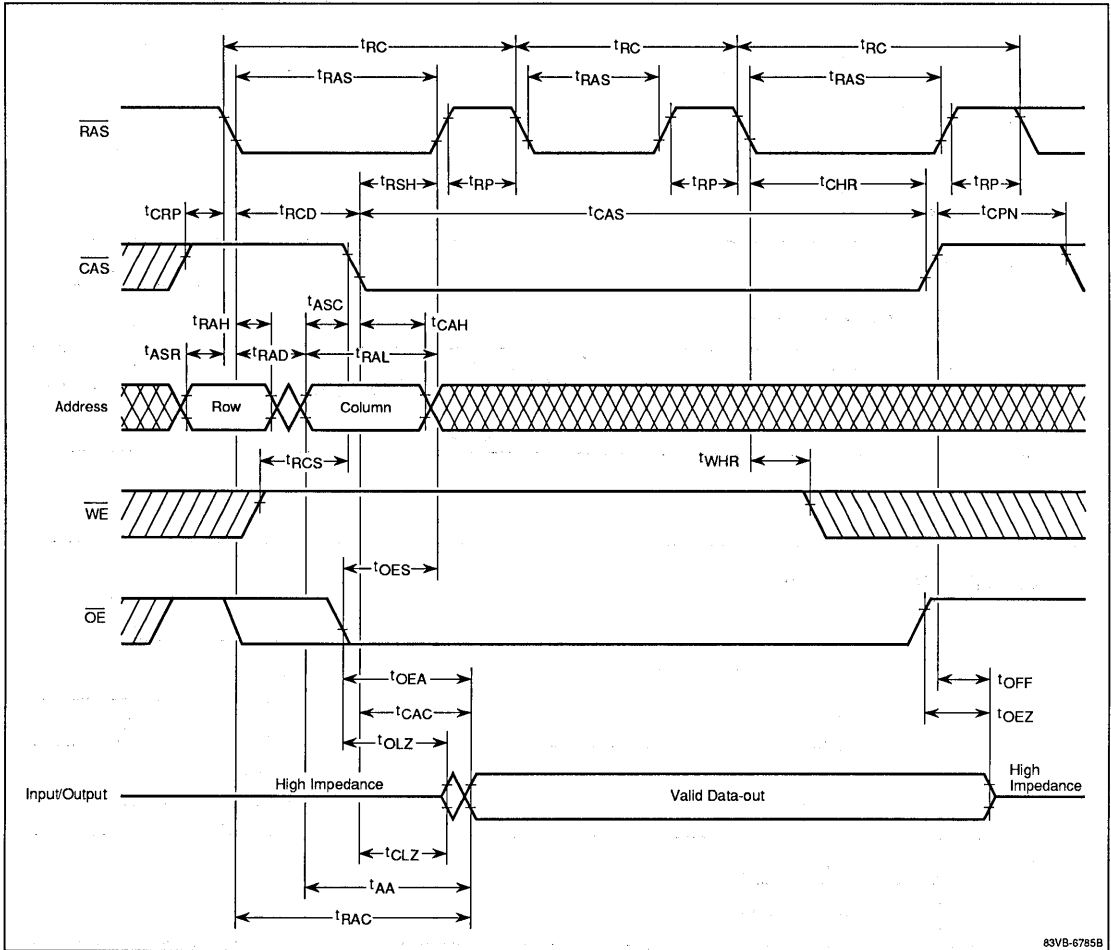 tRC tRC tRC
tRAS tRAS tRAS
RAS
tRSH tRP tRP tCHR tRP
tCRP tRCD tCAS tCPN
CAS
tASC
tRAH tCAH
tASR tRAD tRAL
Address Row Column
tRCS tWHR
WE
tOES
OE
tOEA tOFF
tCAC tOEZ
tOLZ
High Impedance High
Input/Output Valid Data-out Impedance
tCLZ
tAA
tRAC
83VB-6785B